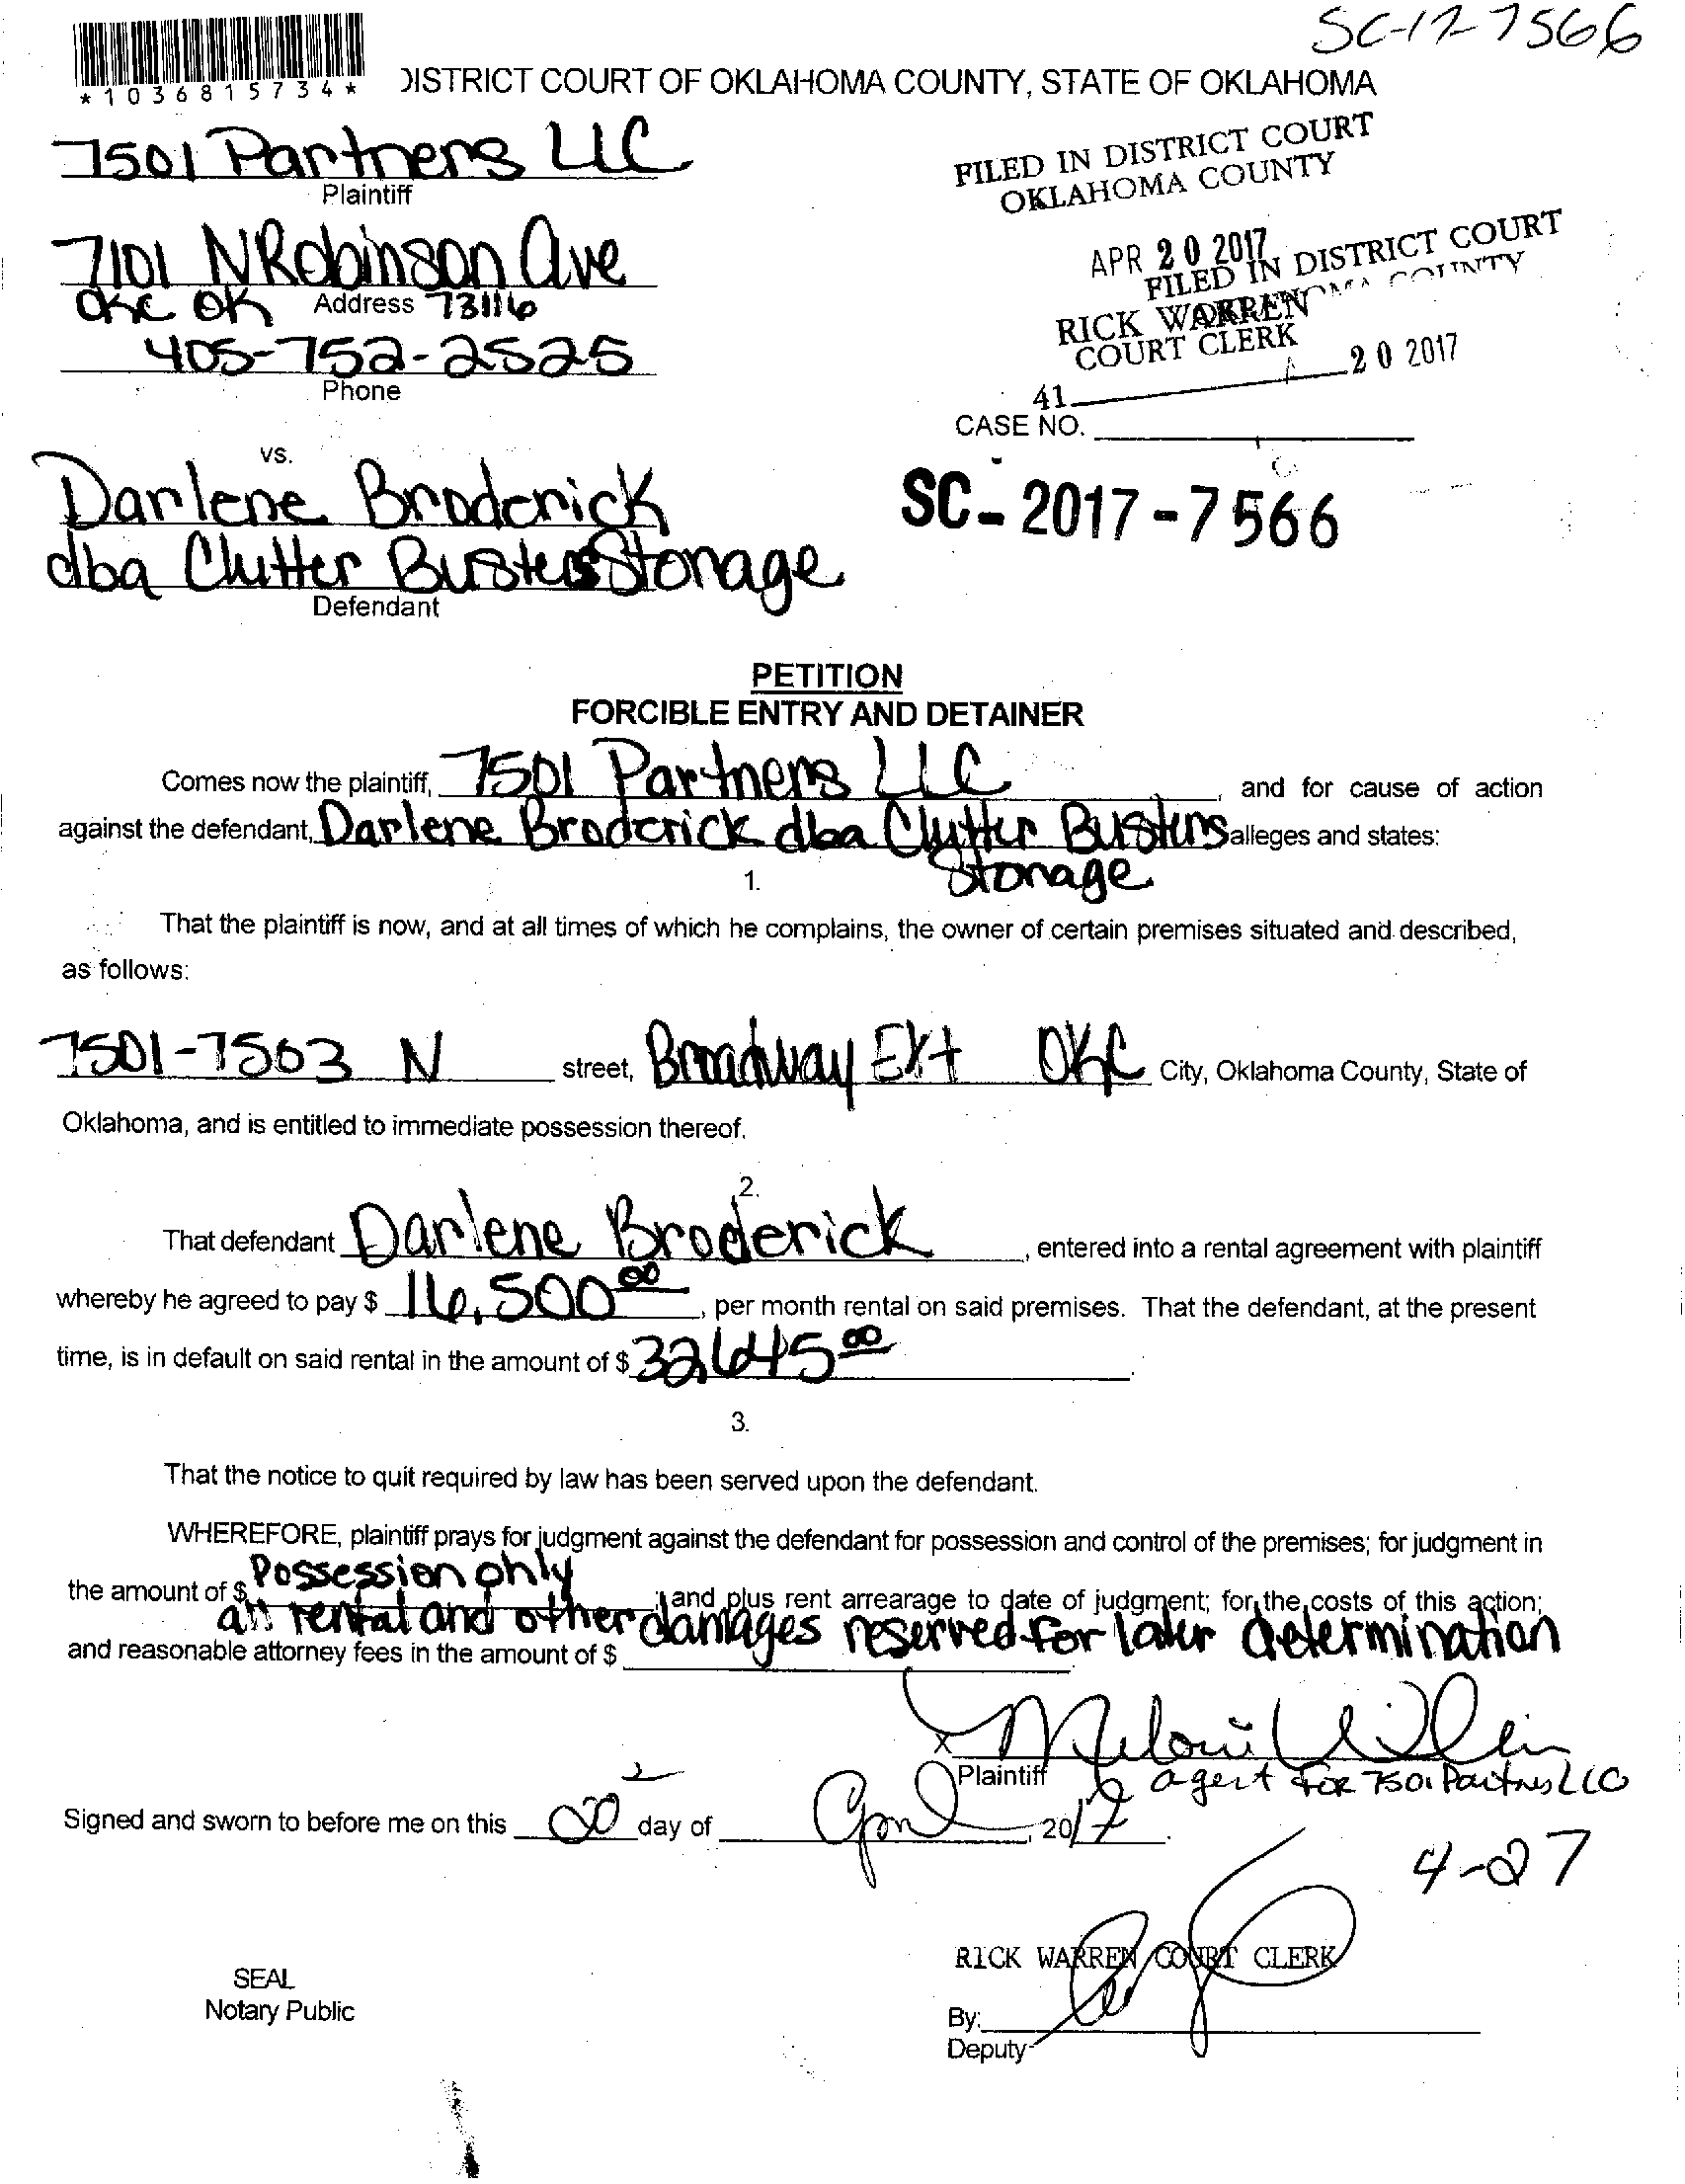 SC-17-7566
*1036815734*
DISTRICT COURT OF OKLAHOMA COUNTY, STATE OF OKLAHOMA
7501 Partners LLC
Plaintiff
FILED IN DISTRICT COURT
OKLAHOMA COUNTY
7101 N Robinson Ave
OKC OK Address 73116
APR 20 2017
FILED IN DISTRICT COURT
OKLAHOMA COUNTY
RICK WARREN
COURT CLERK
20 2017
405-752-2525
Phone
41
CASE NO.
vs.
Darlene Broderick
SC-2017-7566
dba Clutter Busters Storage
Defendant
PETITION
FORCIBLE ENTRY AND DETAINER
Comes now the plaintiff, 7501 Partners LLC, and for cause of action
against the defendant, Darlene Broderick dba Clutter Busters alleges and states:
Storage
1.
That the plaintiff is now, and at all times of which he complains, the owner of certain premises situated and described,
as follows:
7501-7503 N street, Broadway Ext OKC City, Oklahoma County, State of
Oklahoma, and is entitled to immediate possession thereof.
2.
That defendant Darlene Broderick, entered into a rental agreement with plaintiff
whereby he agreed to pay $ 16,500 00, per month rental on said premises. That the defendant, at the present
time, is in default on said rental in the amount of $ 32645 00.
3.
That the notice to quit required by law has been served upon the defendant.
WHEREFORE, plaintiff prays for judgment against the defendant for possession and control of the premises; for judgment in
Possession only
the amount of $ ; and plus rent arrearage to date of judgment; for the costs of this action;
all rental and other damages reserved for later determination
and reasonable attorney fees in the amount of $
X
Plaintiff agent for 7501 Partners LLC
Signed and sworn to before me on this 20 day of April, 2017.
4-27
RICK WARREN COURT CLERK
SEAL
Notary Public
By:
Deputy